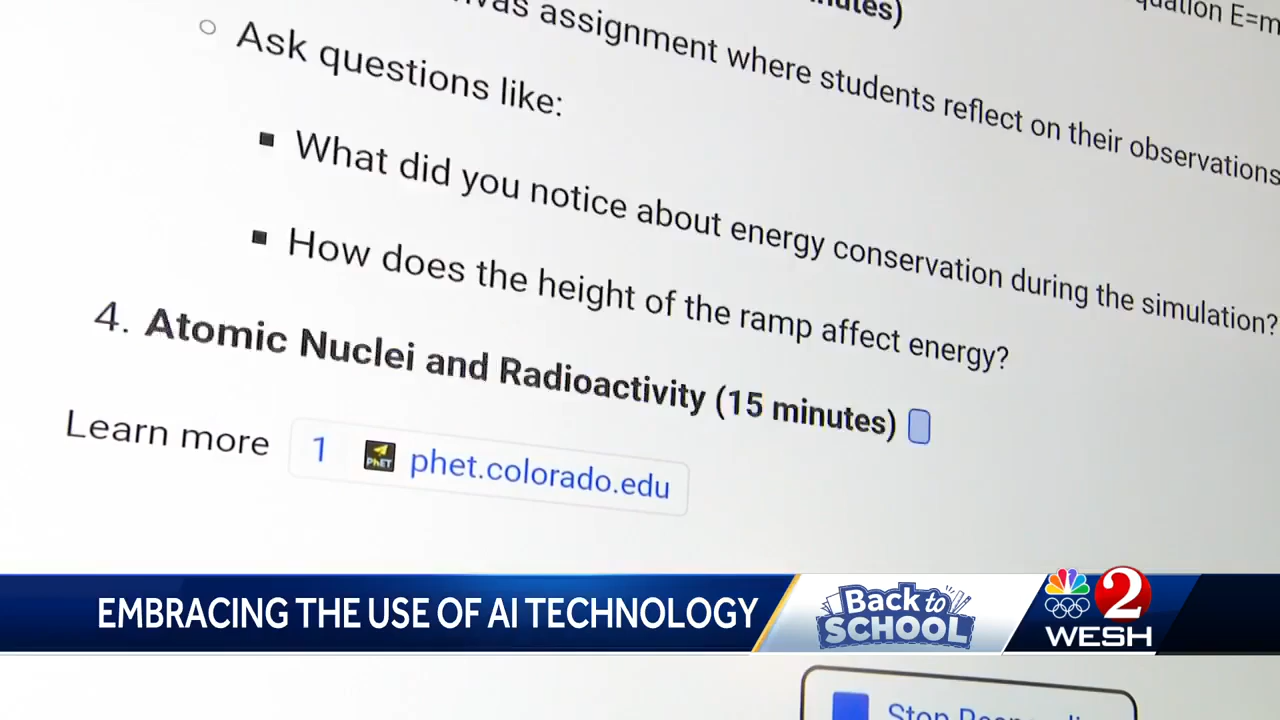 assignment where students reflect on their observations
Ask questions like:
What did you notice about energy conservation during the simulation?
How does the height of the ramp affect energy?
4. Atomic Nuclei and Radioactivity (15 minutes)
Learn more 1 PhET phet.colorado.edu
EMBRACING THE USE OF AI TECHNOLOGY
Back to
SCHOOL
2
WESH
Stop